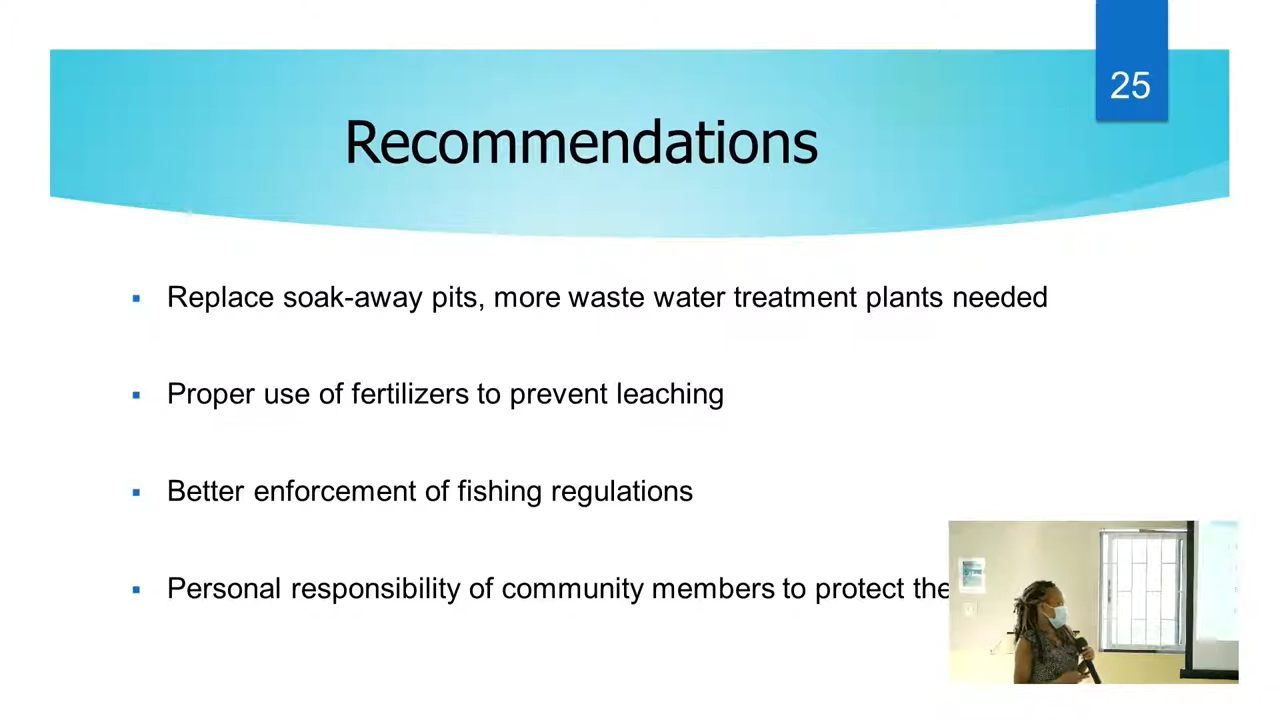 25
Recommendations
Replace soak-away pits, more waste water treatment plants needed
Proper use of fertilizers to prevent leaching
Better enforcement of fishing regulations
Personal responsibility of community members to protect the